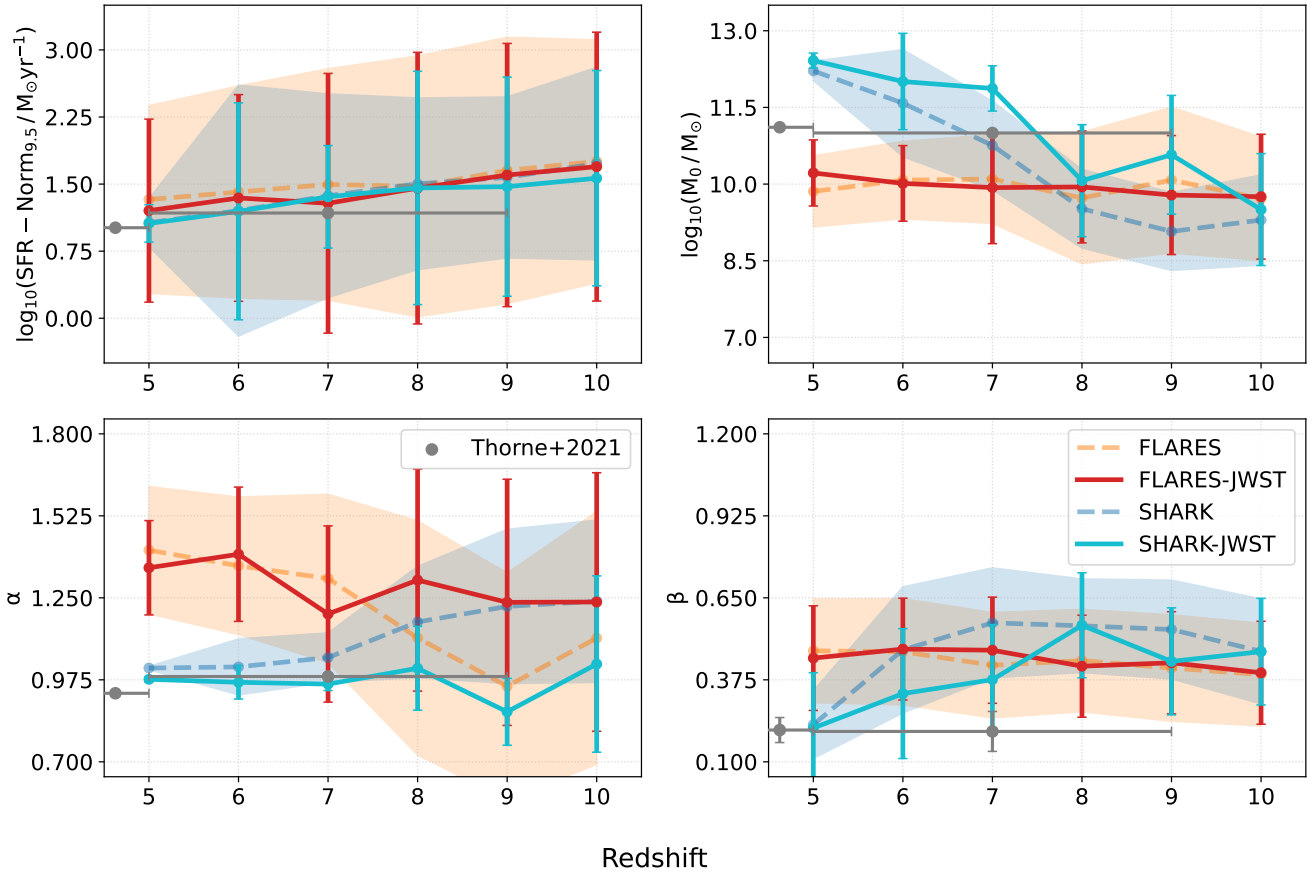 log₁₀(SFR − Norm₉.₅ / M⊙yr⁻¹)
3.00
2.25
1.50
0.75
0.00
5 6 7 8 9 10
log₁₀(M₀ / M⊙)
13.0
11.5
10.0
8.5
7.0
5 6 7 8 9 10
α
1.800
1.525
1.250
0.975
0.700
Thorne+2021
5 6 7 8 9 10
β
1.200
0.925
0.650
0.375
0.100
FLARES
FLARES-JWST
SHARK
SHARK-JWST
5 6 7 8 9 10
Redshift